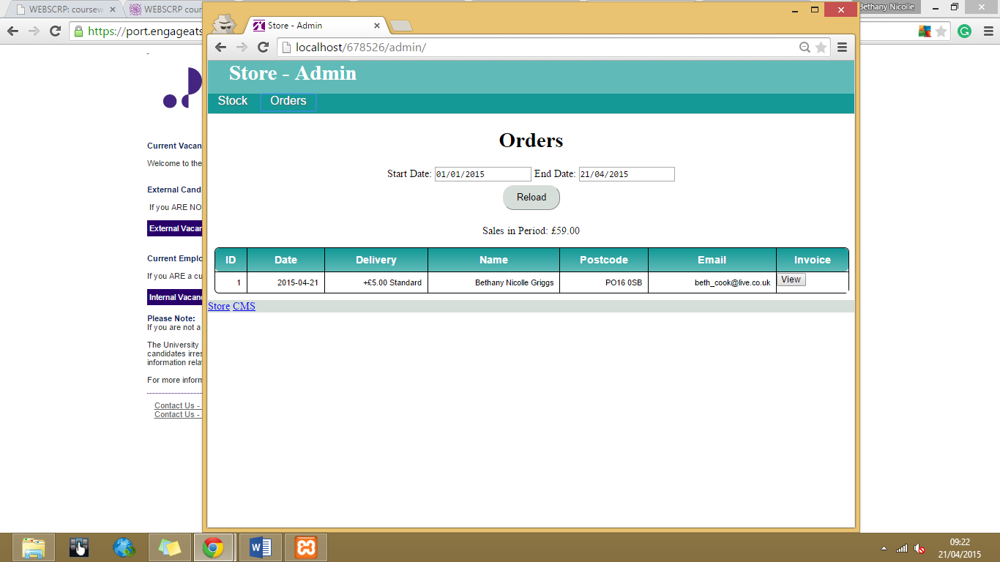 WEBSCRP: coursew
WEBSCRP cour
Bethany Nicolle
https://port.engageats
Store - Admin
localhost/678526/admin/
Store - Admin
Stock Orders
Orders
Start Date: 01/01/2015 End Date: 21/04/2015
Reload
Sales in Period: £59.00
ID Date Delivery Name Postcode Email Invoice
1 2015-04-21 +£5.00 Standard Bethany Nicolle Griggs PO16 0SB beth_cook@live.co.uk View
Store CMS
Current Vacan
Welcome to the
External Candi
If you ARE NO
External Vacan
Current Emplo
If you ARE a cu
Internal Vacanc
Please Note:
If you are not a
The University
candidates irres
information relat
For more inform
Contact Us -
Contact Us -
09:22
21/04/2015